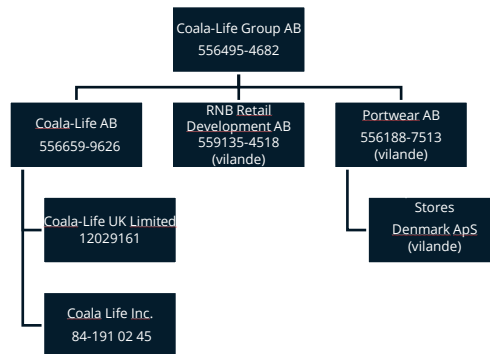 Coala-Life Group AB
556495-4682
Coala-Life AB
556659-9626
RNB Retail
Development AB
559135-4518
(vilande)
Portwear AB
556188-7513
(vilande)
Coala-Life UK Limited
12029161
Stores
Denmark ApS
(vilande)
Coala Life Inc.
84-191 02 45